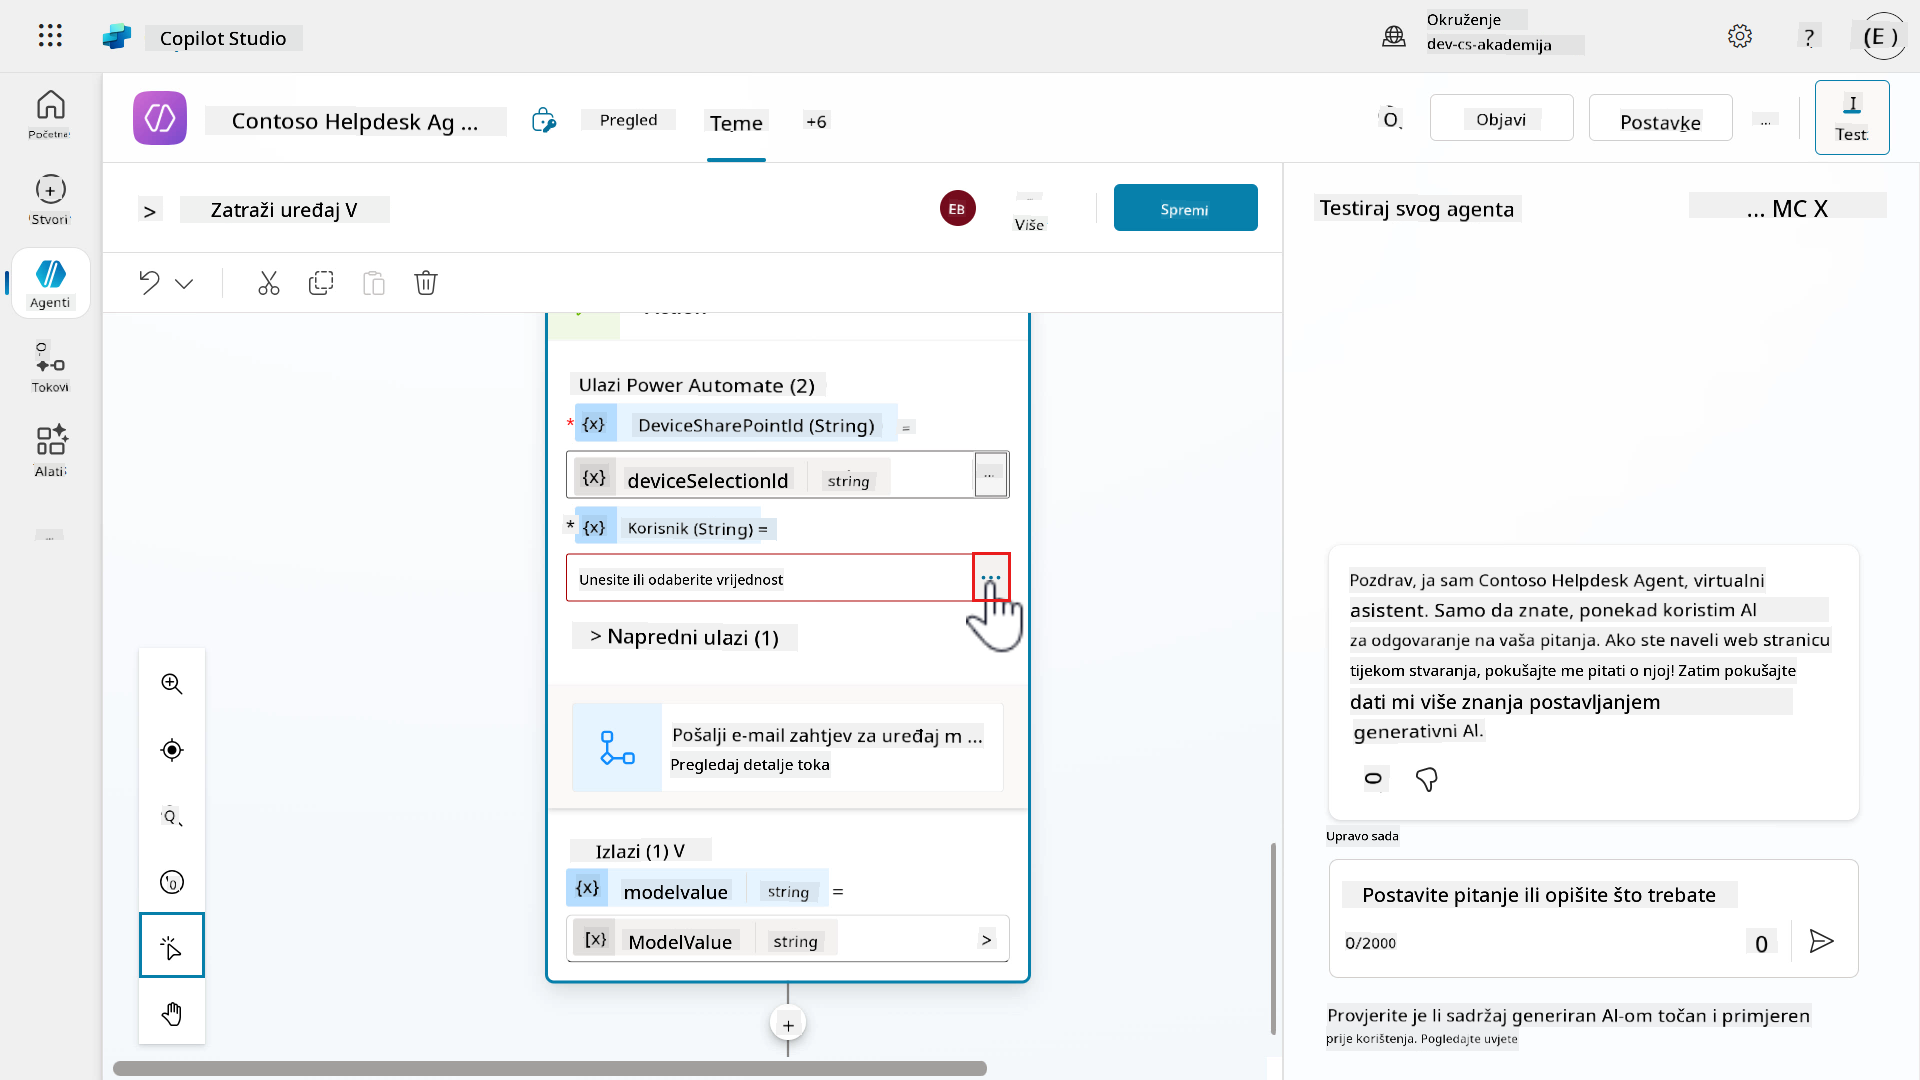 Copilot Studio
Okruženje
dev-cs-akademija
?
(E )
Početne
Stvori
Agenti
Tokovi
Alati
...
Contoso Helpdesk Ag ...
Pregled
Teme
+6
Objavi
Postavke
...
Test
> Zatraži uređaj V
EB
Više
Spremi
Ulazi Power Automate (2)
* {x} DeviceSharePointId (String) =
{x} deviceSelectionId string ...
* {x} Korisnik (String) =
Unesite ili odaberite vrijednost ...
> Napredni ulazi (1)
Pošalji e-mail zahtjev za uređaj m ...
Pregledaj detalje toka
Izlazi (1) V
{x} modelvalue string =
[x} ModelValue string >
+
Testiraj svog agenta
... MC X
Pozdrav, ja sam Contoso Helpdesk Agent, virtualni
asistent. Samo da znate, ponekad koristim AI
za odgovaranje na vaša pitanja. Ako ste naveli web stranicu
tijekom stvaranja, pokušajte me pitati o njoj! Zatim pokušajte
dati mi više znanja postavljanjem
generativni AI.
Upravo sada
Postavite pitanje ili opišite što trebate
0/2000
0
Provjerite je li sadržaj generiran AI-om točan i primjeren
prije korištenja. Pogledajte uvjete